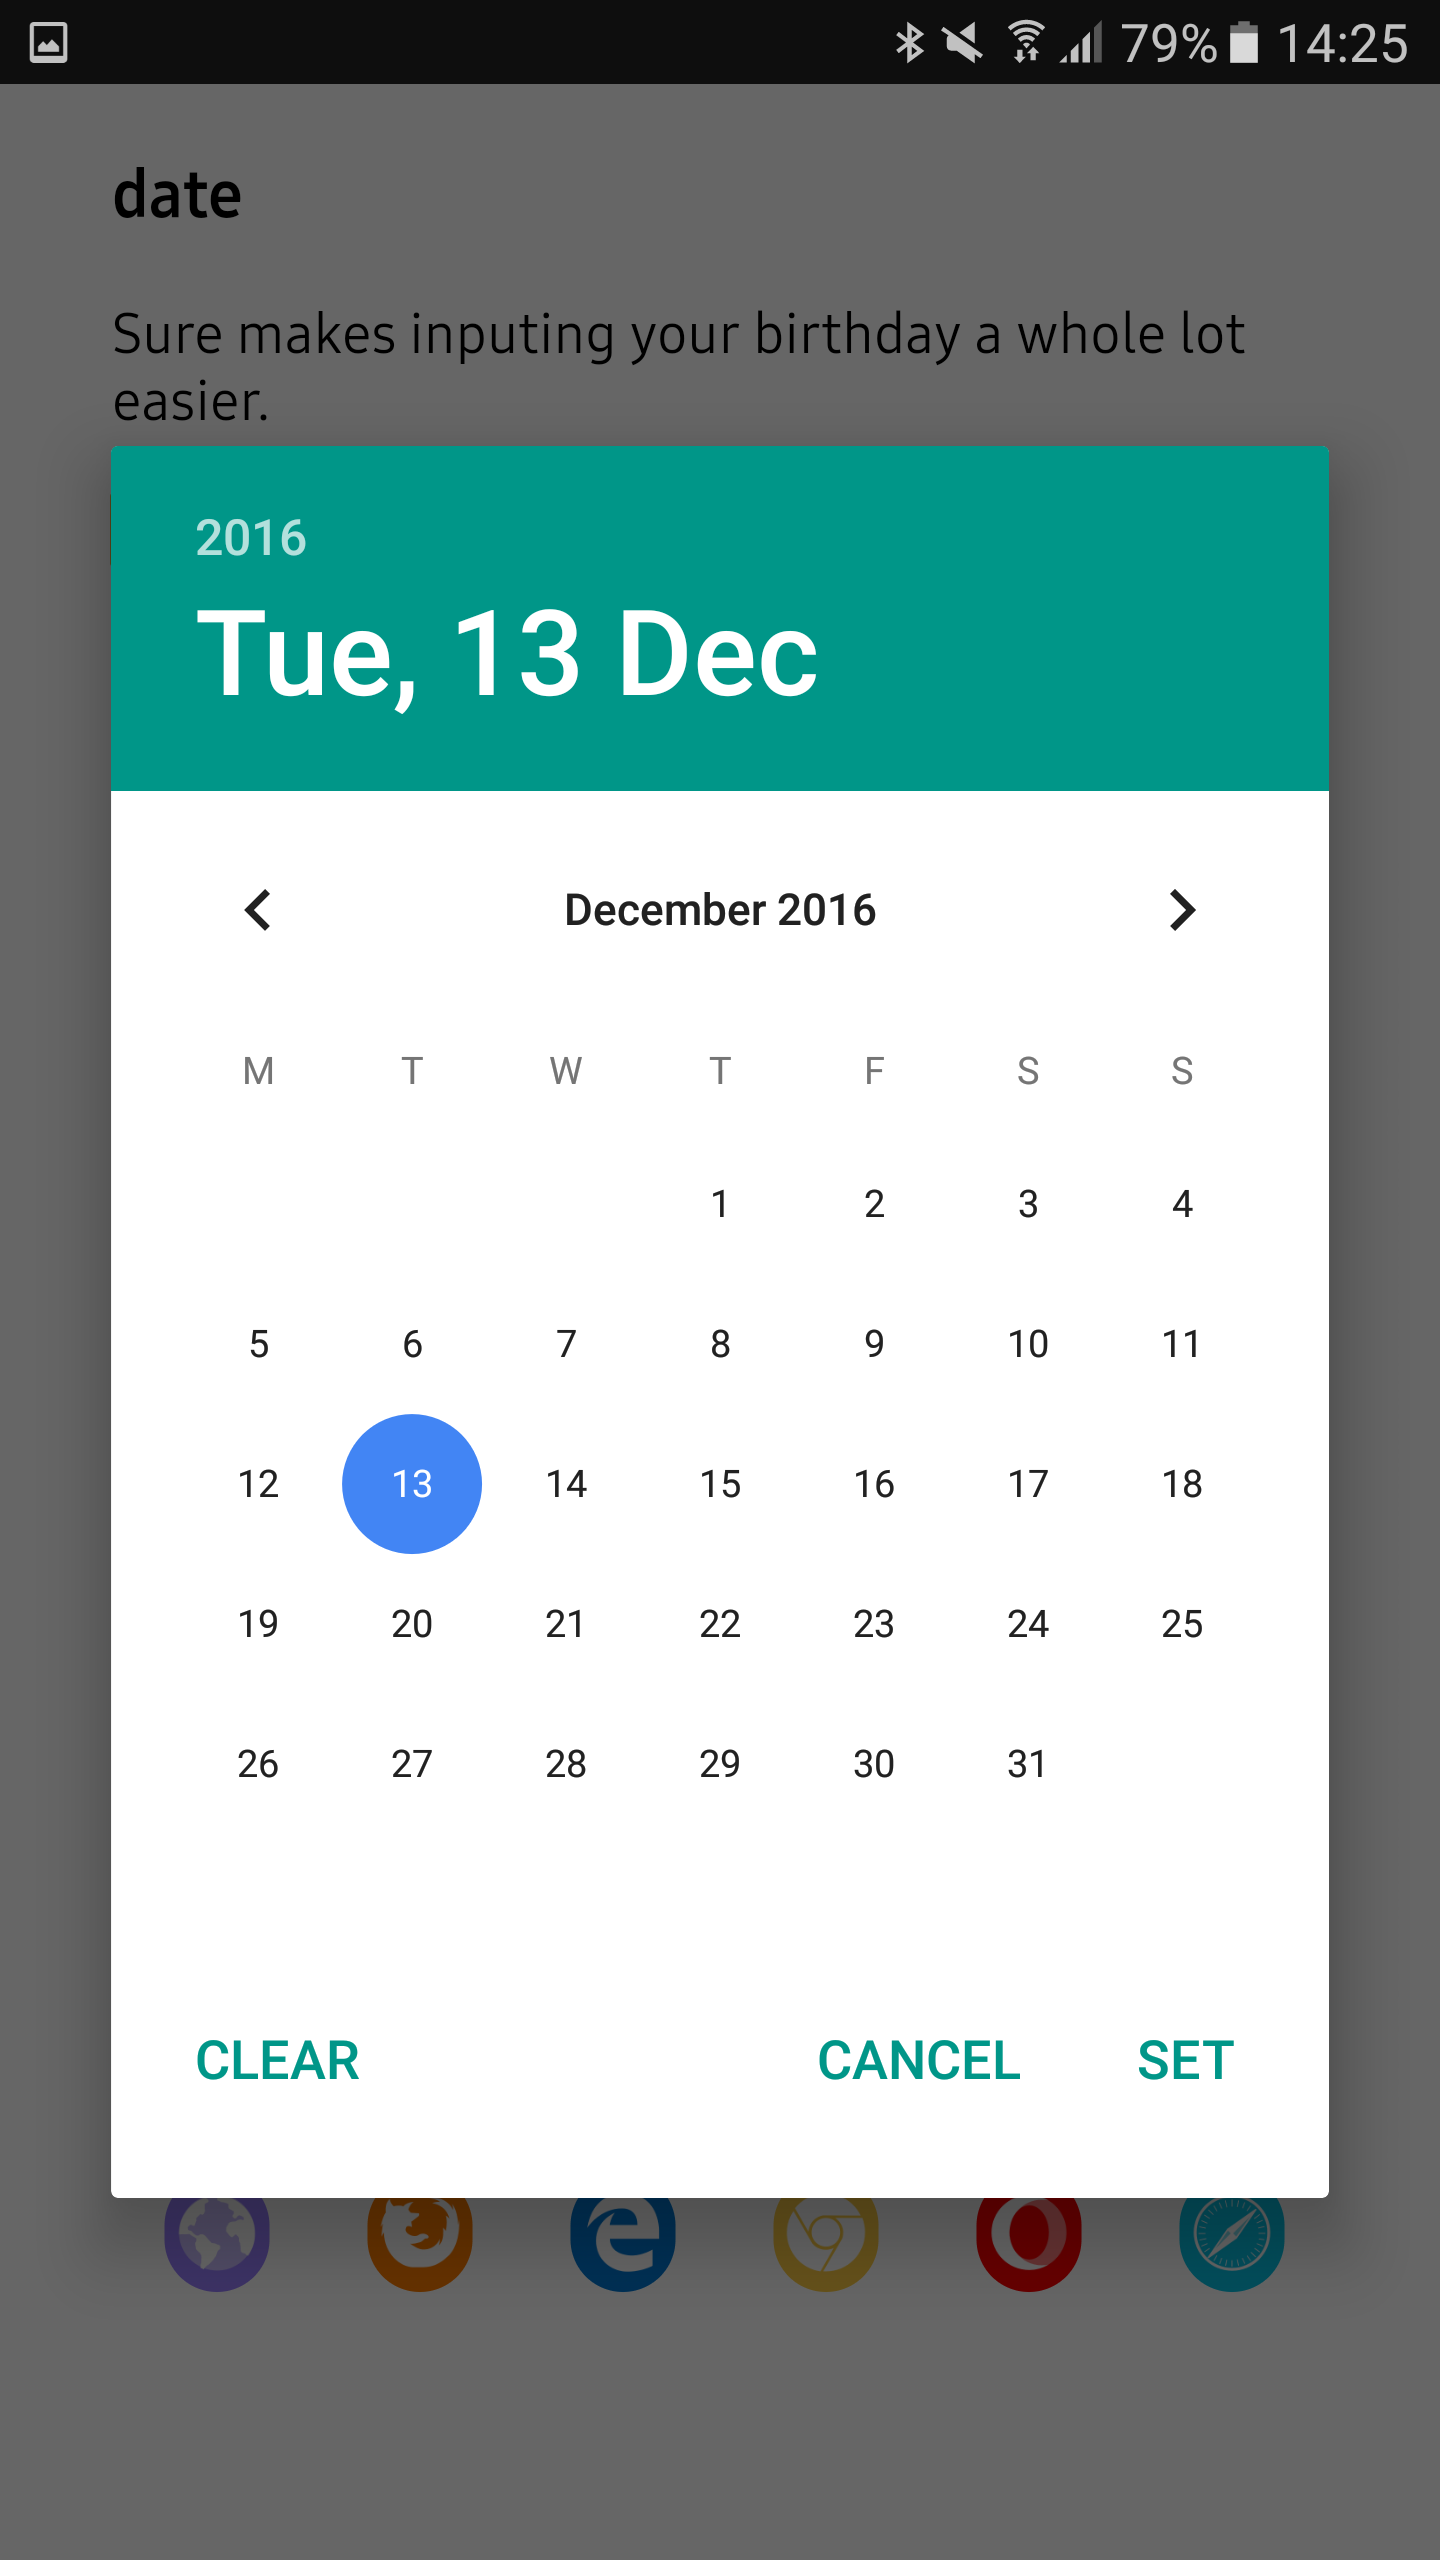 79% 14:25
date
Sure makes inputing your birthday a whole lot
easier.
2016
Tue, 13 Dec
December 2016
M T W T F S S
1 2 3 4
5 6 7 8 9 10 11
12 13 14 15 16 17 18
19 20 21 22 23 24 25
26 27 28 29 30 31
CLEAR CANCEL SET